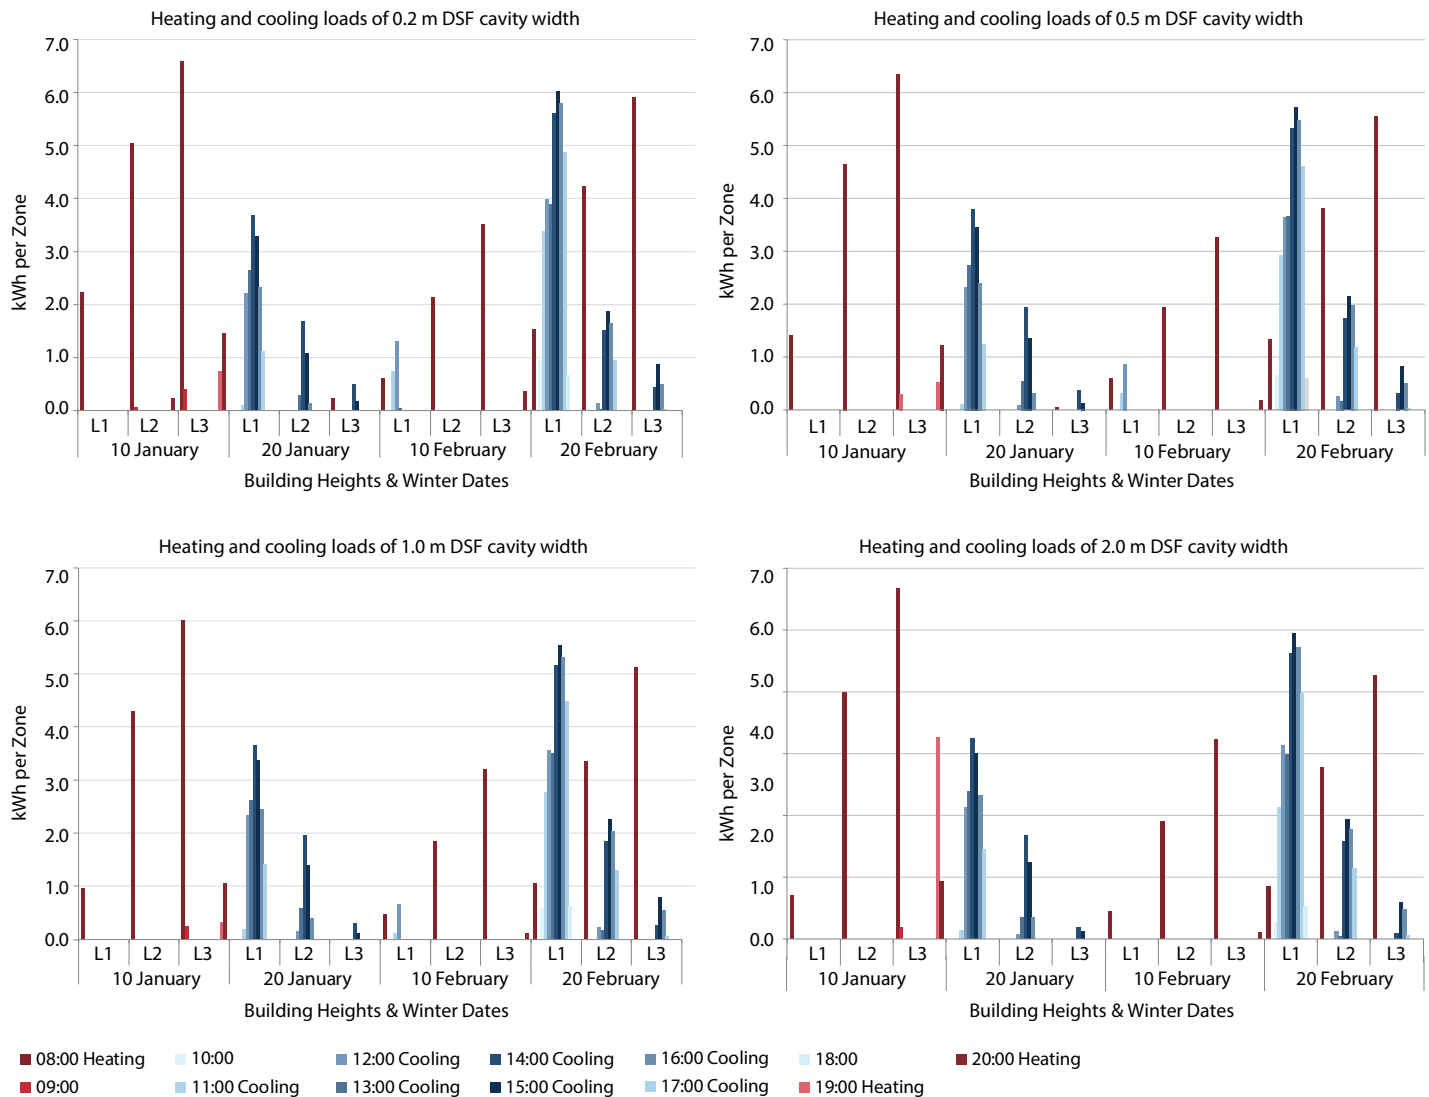 Heating and cooling loads of 0.2 m DSF cavity width
kWh per Zone
7.0
6.0
5.0
4.0
3.0
2.0
1.0
0.0
L1 L2 L3 L1 L2 L3 L1 L2 L3 L1 L2 L3
10 January 20 January 10 February 20 February
Building Heights & Winter Dates
Heating and cooling loads of 0.5 m DSF cavity width
kWh per Zone
7.0
6.0
5.0
4.0
3.0
2.0
1.0
0.0
L1 L2 L3 L1 L2 L3 L1 L2 L3 L1 L2 L3
10 January 20 January 10 February 20 February
Building Heights & Winter Dates
Heating and cooling loads of 1.0 m DSF cavity width
kWh per Zone
7.0
6.0
5.0
4.0
3.0
2.0
1.0
0.0
L1 L2 L3 L1 L2 L3 L1 L2 L3 L1 L2 L3
10 January 20 January 10 February 20 February
Building Heights & Winter Dates
Heating and cooling loads of 2.0 m DSF cavity width
kWh per Zone
7.0
6.0
5.0
4.0
3.0
2.0
1.0
0.0
L1 L2 L3 L1 L2 L3 L1 L2 L3 L1 L2 L3
10 January 20 January 10 February 20 February
Building Heights & Winter Dates
08:00 Heating 10:00 12:00 Cooling 14:00 Cooling 16:00 Cooling 18:00 20:00 Heating
09:00 11:00 Cooling 13:00 Cooling 15:00 Cooling 17:00 Cooling 19:00 Heating